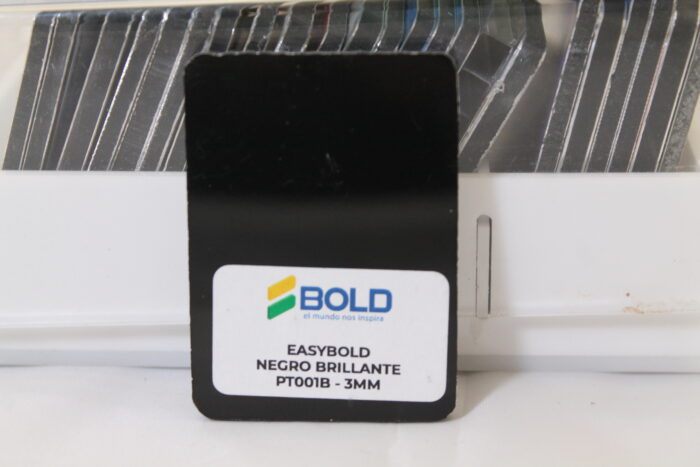 BOLD
el mundo nos inspira
EASYBOLD
NEGRO BRILLANTE
PT001B - 3MM